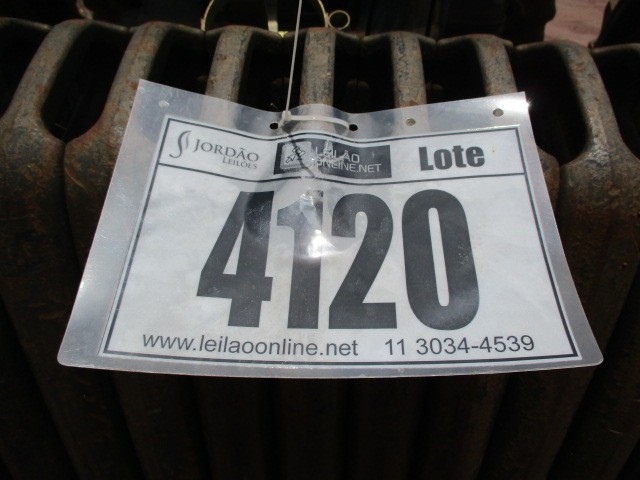 JORDÃO
LEILÕES
LEILÃO
ONLINE.NET
Lote
4120
www.leilaoonline.net 11 3034-4539